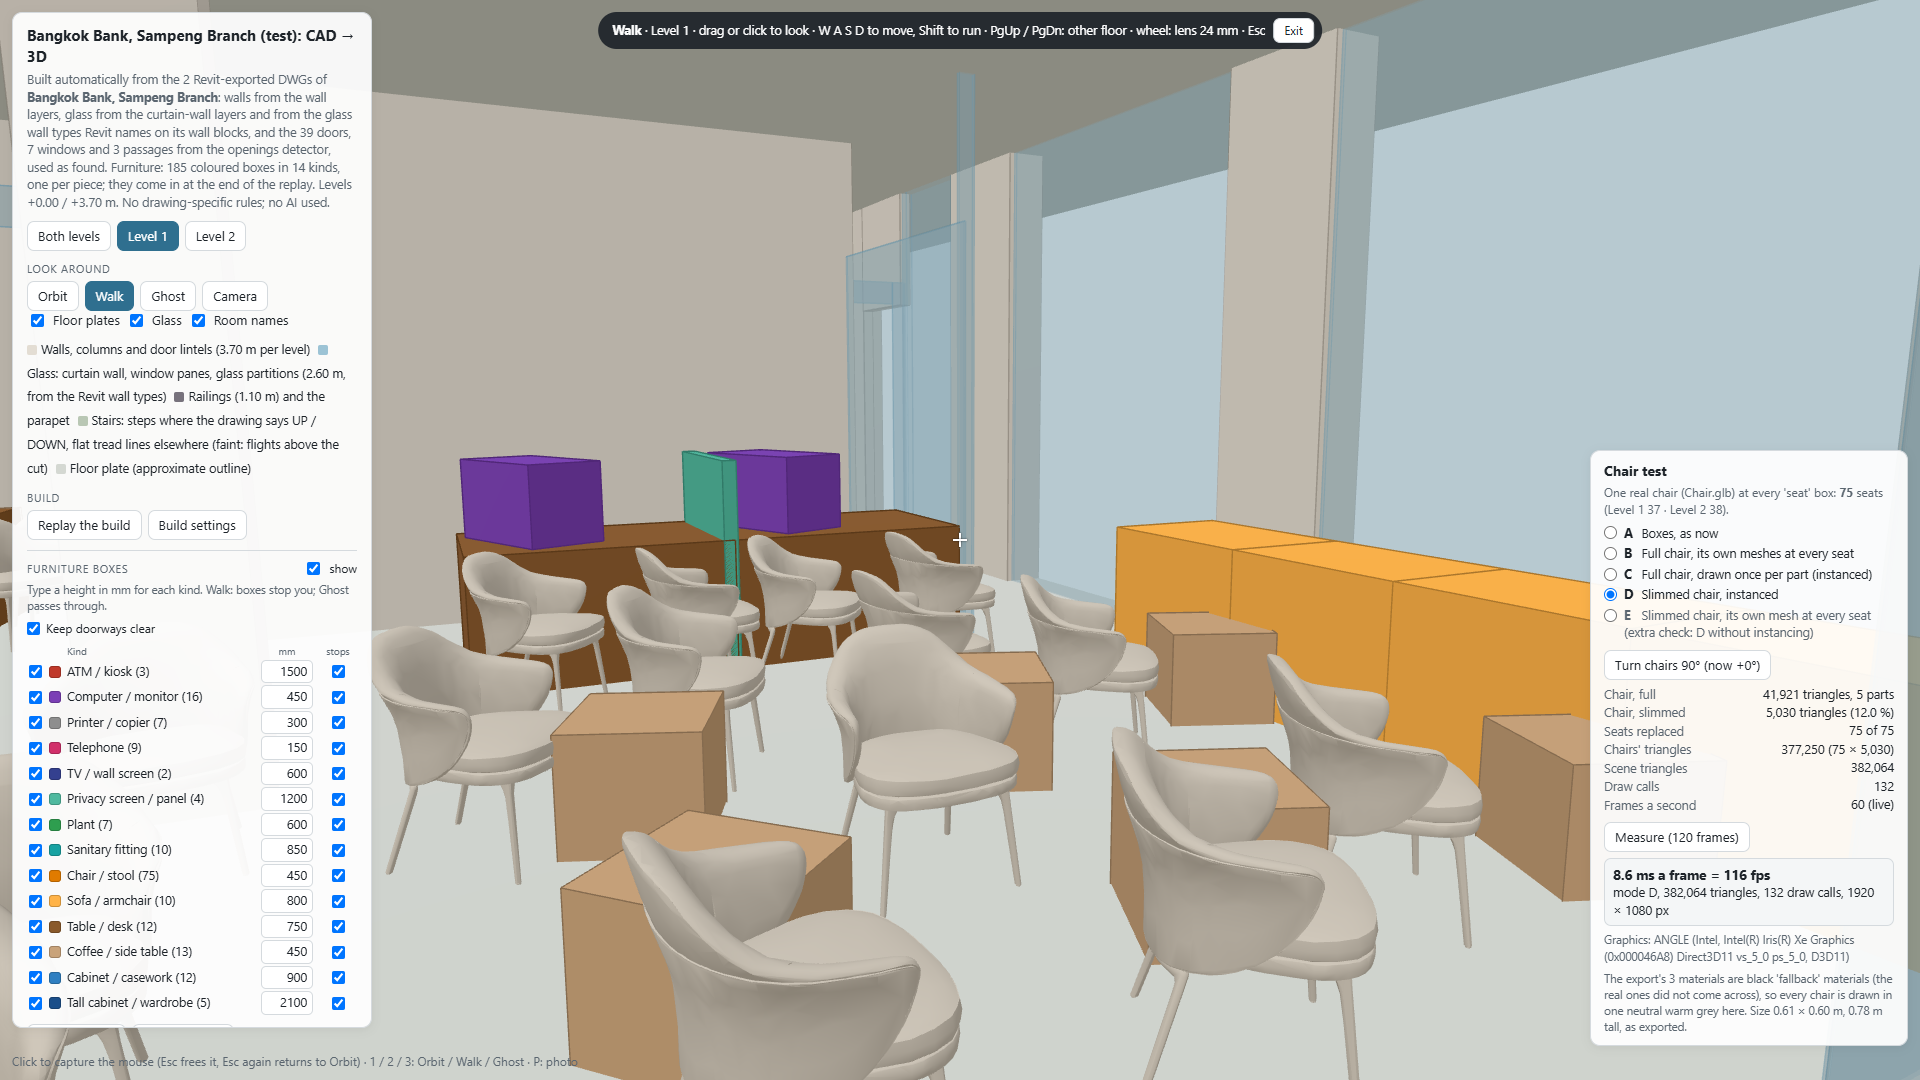 Bangkok Bank, Sampeng Branch (test): CAD →
3D
Built automatically from the 2 Revit-exported DWGs of
Bangkok Bank, Sampeng Branch: walls from the wall
layers, glass from the curtain-wall layers and from the glass
wall types Revit names on its wall blocks, and the 39 doors,
7 windows and 3 passages from the openings detector,
used as found. Furniture: 185 coloured boxes in 14 kinds,
one per piece; they come in at the end of the replay. Levels
+0.00 / +3.70 m. No drawing-specific rules; no AI used.
Both levels Level 1 Level 2
LOOK AROUND
Orbit Walk Ghost Camera
Floor plates Glass Room names
Walls, columns and door lintels (3.70 m per level)
Glass: curtain wall, window panes, glass partitions (2.60 m,
from the Revit wall types) Railings (1.10 m) and the
parapet Stairs: steps where the drawing says UP /
DOWN, flat tread lines elsewhere (faint: flights above the
cut) Floor plate (approximate outline)
BUILD
Replay the build Build settings
FURNITURE BOXES show
Type a height in mm for each kind. Walk: boxes stop you; Ghost
passes through.
Keep doorways clear
Kind mm stops
ATM / kiosk (3) 1500
Computer / monitor (16) 450
Printer / copier (7) 300
Telephone (9) 150
TV / wall screen (2) 600
Privacy screen / panel (4) 1200
Plant (7) 600
Sanitary fitting (10) 850
Chair / stool (75) 450
Sofa / armchair (10) 800
Table / desk (12) 750
Coffee / side table (13) 450
Cabinet / casework (12) 900
Tall cabinet / wardrobe (5) 2100
Click to capture the mouse (Esc frees it, Esc again returns to Orbit) · 1 / 2 / 3: Orbit / Walk / Ghost · P: photo
Walk · Level 1 · drag or click to look · W A S D to move, Shift to run · PgUp / PgDn: other floor · wheel: lens 24 mm · Esc Exit
Chair test
One real chair (Chair.glb) at every 'seat' box: 75 seats
(Level 1 37 · Level 2 38).
A Boxes, as now
B Full chair, its own meshes at every seat
C Full chair, drawn once per part (instanced)
D Slimmed chair, instanced
E Slimmed chair, its own mesh at every seat
(extra check: D without instancing)
Turn chairs 90° (now +0°)
Chair, full 41,921 triangles, 5 parts
Chair, slimmed 5,030 triangles (12.0 %)
Seats replaced 75 of 75
Chairs' triangles 377,250 (75 × 5,030)
Scene triangles 382,064
Draw calls 132
Frames a second 60 (live)
Measure (120 frames)
8.6 ms a frame = 116 fps
mode D, 382,064 triangles, 132 draw calls, 1920
× 1080 px
Graphics: ANGLE (Intel, Intel(R) Iris(R) Xe Graphics
(0x000046A8) Direct3D11 vs_5_0 ps_5_0, D3D11)
The export's 3 materials are black 'fallback' materials (the
real ones did not come across), so every chair is drawn in
one neutral warm grey here. Size 0.61 × 0.60 m, 0.78 m
tall, as exported.